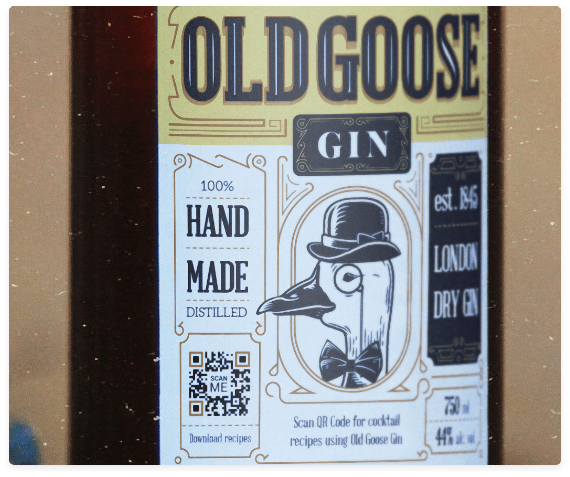 OLD GOOSE
GIN
100%
HAND
MADE
DISTILLED
SCAN
ME
Download recipes
Scan QR Code for cocktail
recipes using Old Goose Gin
est. 1845
LONDON
DRY GIN
750 ml
44% alc. vol